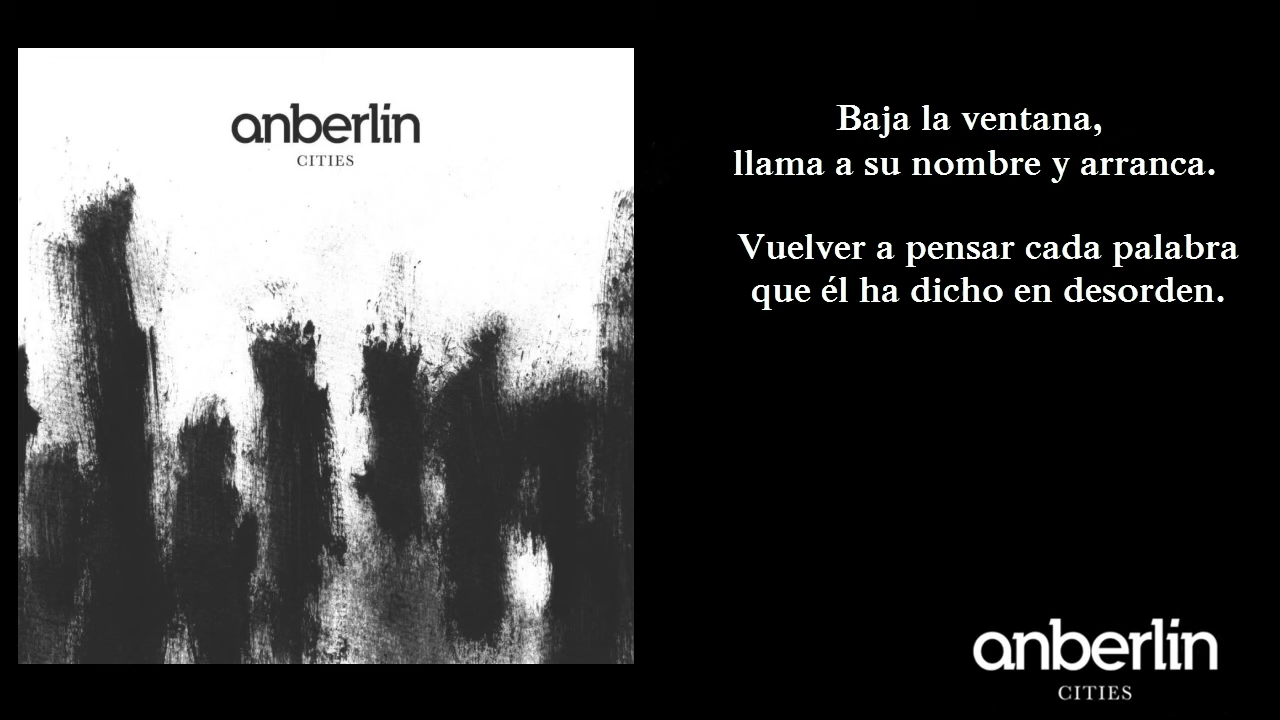 anberlin
CITIES
Baja la ventana,
llama a su nombre y arranca.
Vuelver a pensar cada palabra
que él ha dicho en desorden.
anberlin
CITIES